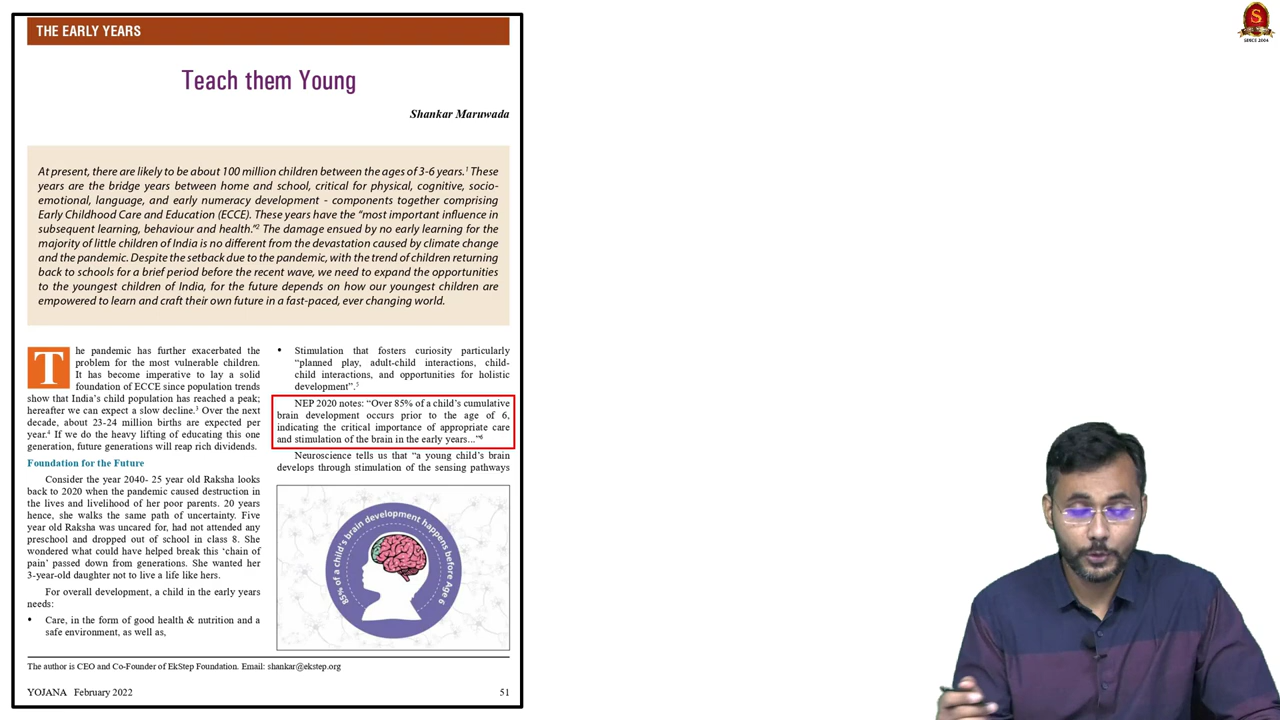 THE EARLY YEARS
Teach them Young
Shankar Maruwada
At present, there are likely to be about 100 million children between the ages of 3-6 years.1 These
years are the bridge years between home and school, critical for physical, cognitive, socio-
emotional, language, and early numeracy development - components together comprising
Early Childhood Care and Education (ECCE). These years have the "most important influence in
subsequent learning, behaviour and health."2 The damage ensued by no early learning for the
majority of little children of India is no different from the devastation caused by climate change
and the pandemic. Despite the setback due to the pandemic, with the trend of children returning
back to schools for a brief period before the recent wave, we need to expand the opportunities
to the youngest children of India, for the future depends on how our youngest children are
empowered to learn and craft their own future in a fast-paced, ever changing world.
The pandemic has further exacerbated the
problem for the most vulnerable children.
It has become imperative to lay a solid
foundation of ECCE since population trends
show that India's child population has reached a peak;
hereafter we can expect a slow decline.3 Over the next
decade, about 23-24 million births are expected per
year.4 If we do the heavy lifting of educating this one
generation, future generations will reap rich dividends.
Foundation for the Future
Consider the year 2040- 25 year old Raksha looks
back to 2020 when the pandemic caused destruction in
the lives and livelihood of her poor parents. 20 years
hence, she walks the same path of uncertainty. Five
year old Raksha was uncared for, had not attended any
preschool and dropped out of school in class 8. She
wondered what could have helped break this 'chain of
pain' passed down from generations. She wanted her
3-year-old daughter not to live a life like hers.
For overall development, a child in the early years
needs:
• Care, in the form of good health & nutrition and a
safe environment, as well as,
• Stimulation that fosters curiosity particularly
"planned play, adult-child interactions, child-
child interactions, and opportunities for holistic
development".5
NEP 2020 notes: "Over 85% of a child's cumulative
brain development occurs prior to the age of 6,
indicating the critical importance of appropriate care
and stimulation of the brain in the early years..."6
Neuroscience tells us that "a young child's brain
develops through stimulation of the sensing pathways
85% of a child's brain development happens before Age 6
The author is CEO and Co-Founder of EkStep Foundation. Email: shankar@ekstep.org
YOJANA February 2022
51
S
SINCE 2004